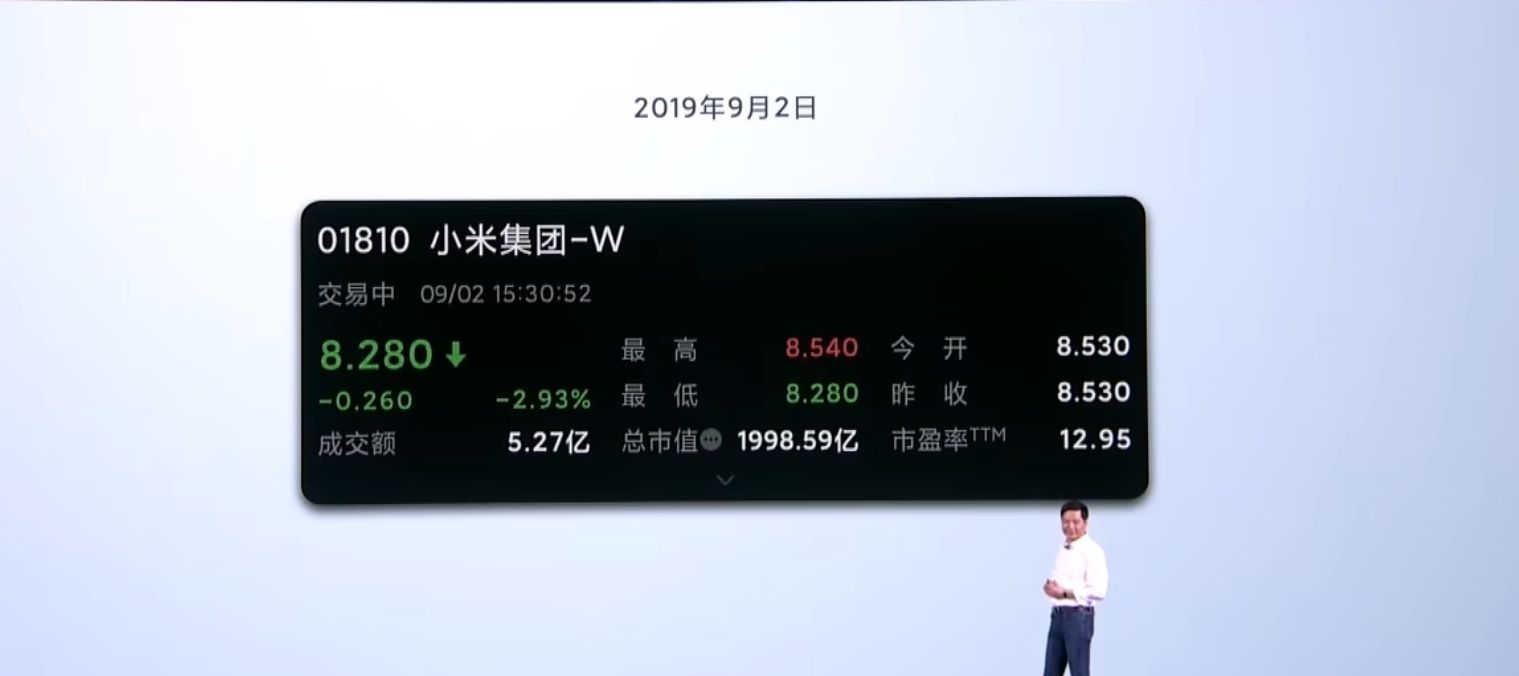 2019年9月2日
01810 小米集团-W
交易中 09/02 15:30:52
8.280 最高 8.540 今开 8.530
-0.260 -2.93% 最低 8.280 昨收 8.530
成交额 5.27亿 总市值 1998.59亿 市盈率TTM 12.95